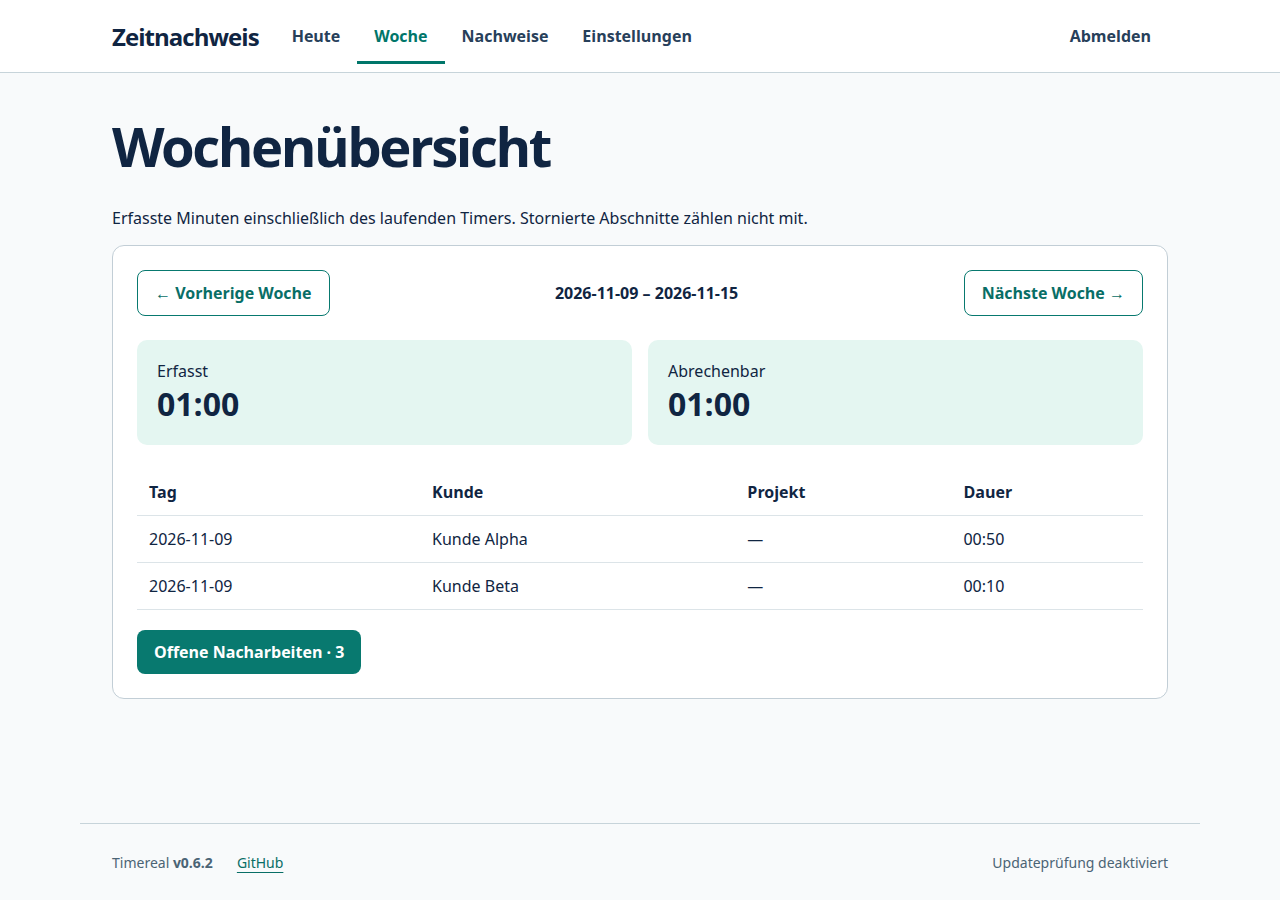 Zeitnachweis Heute Woche Nachweise Einstellungen Abmelden
Wochenübersicht
Erfasste Minuten einschließlich des laufenden Timers. Stornierte Abschnitte zählen nicht mit.
← Vorherige Woche 2026-11-09 – 2026-11-15 Nächste Woche →
Erfasst Abrechenbar
01:00 01:00
Tag Kunde Projekt Dauer
2026-11-09 Kunde Alpha — 00:50
2026-11-09 Kunde Beta — 00:10
Offene Nacharbeiten · 3
Timereal v0.6.2 GitHub Updateprüfung deaktiviert